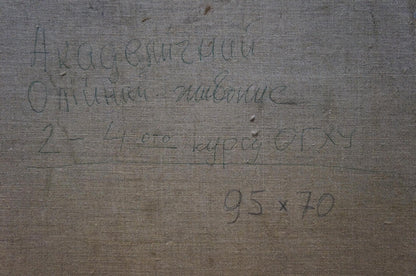 Академічний
Олійний живопис
2 – 4 ого курсу ОГХУ
95 × 70